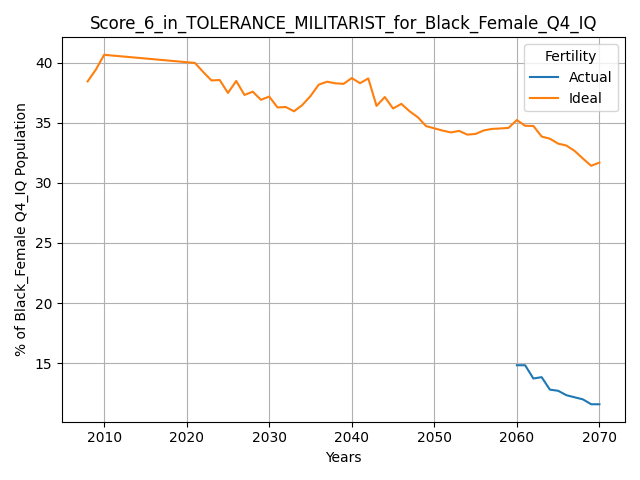 Score_6_in_TOLERANCE_MILITARIST_for_Black_Female_Q4_IQ
% of Black_Female Q4_IQ Population
40
35
30
25
20
15
Fertility
Actual
Ideal
2010 2020 2030 2040 2050 2060 2070
Years